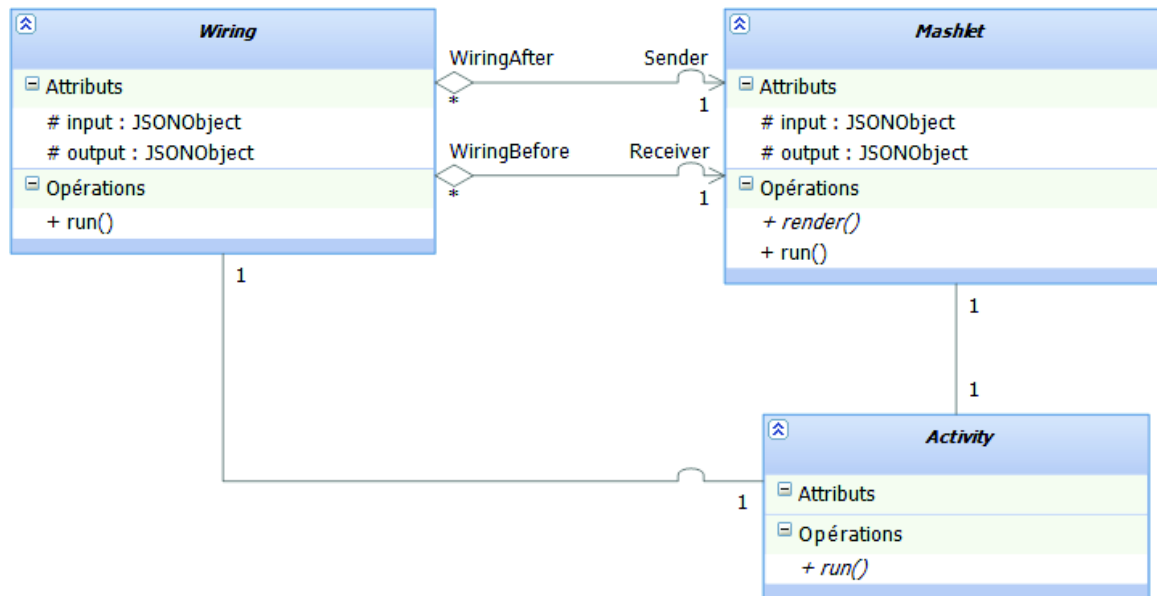 Wiring
Attributs
# input : JSONObject
# output : JSONObject
Opérations
+ run()
WiringAfter
Sender
*
1
WiringBefore
Receiver
*
1
Mashlet
Attributs
# input : JSONObject
# output : JSONObject
Opérations
+ render()
+ run()
1
1
1
1
Activity
Attributs
Opérations
+ run()